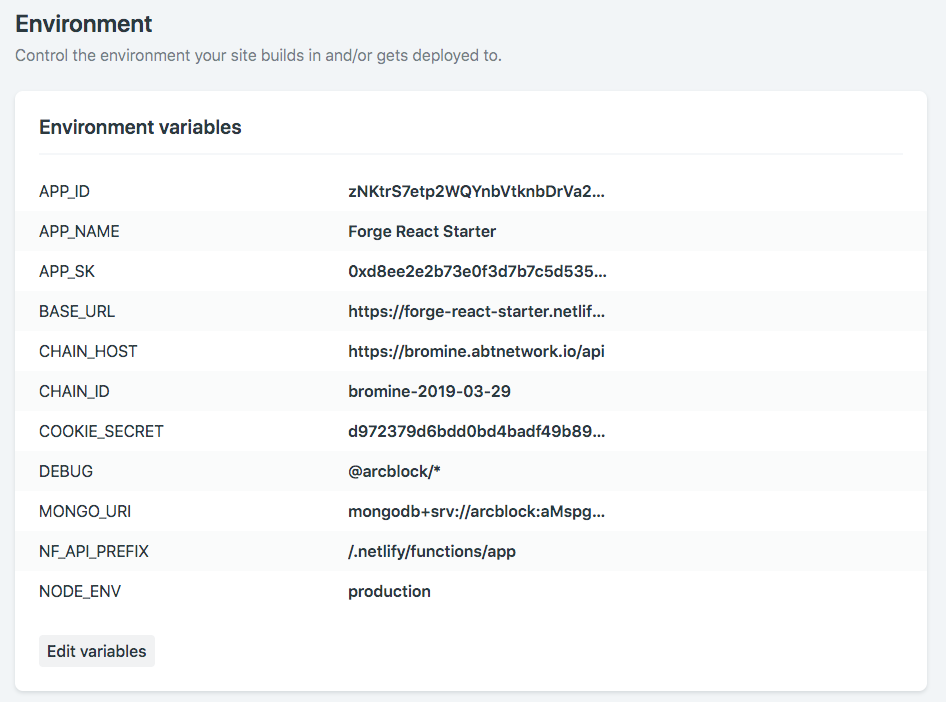 Environment
Control the environment your site builds in and/or gets deployed to.
Environment variables
APP_ID zNKtrS7etp2WQYnbVtknbDrVa2...
APP_NAME Forge React Starter
APP_SK 0xd8ee2e2b73e0f3d7b7c5d535...
BASE_URL https://forge-react-starter.netlif...
CHAIN_HOST https://bromine.abtnetwork.io/api
CHAIN_ID bromine-2019-03-29
COOKIE_SECRET d972379d6bdd0bd4badf49b89...
DEBUG @arcblock/*
MONGO_URI mongodb+srv://arcblock:aMspg...
NF_API_PREFIX /.netlify/functions/app
NODE_ENV production
Edit variables